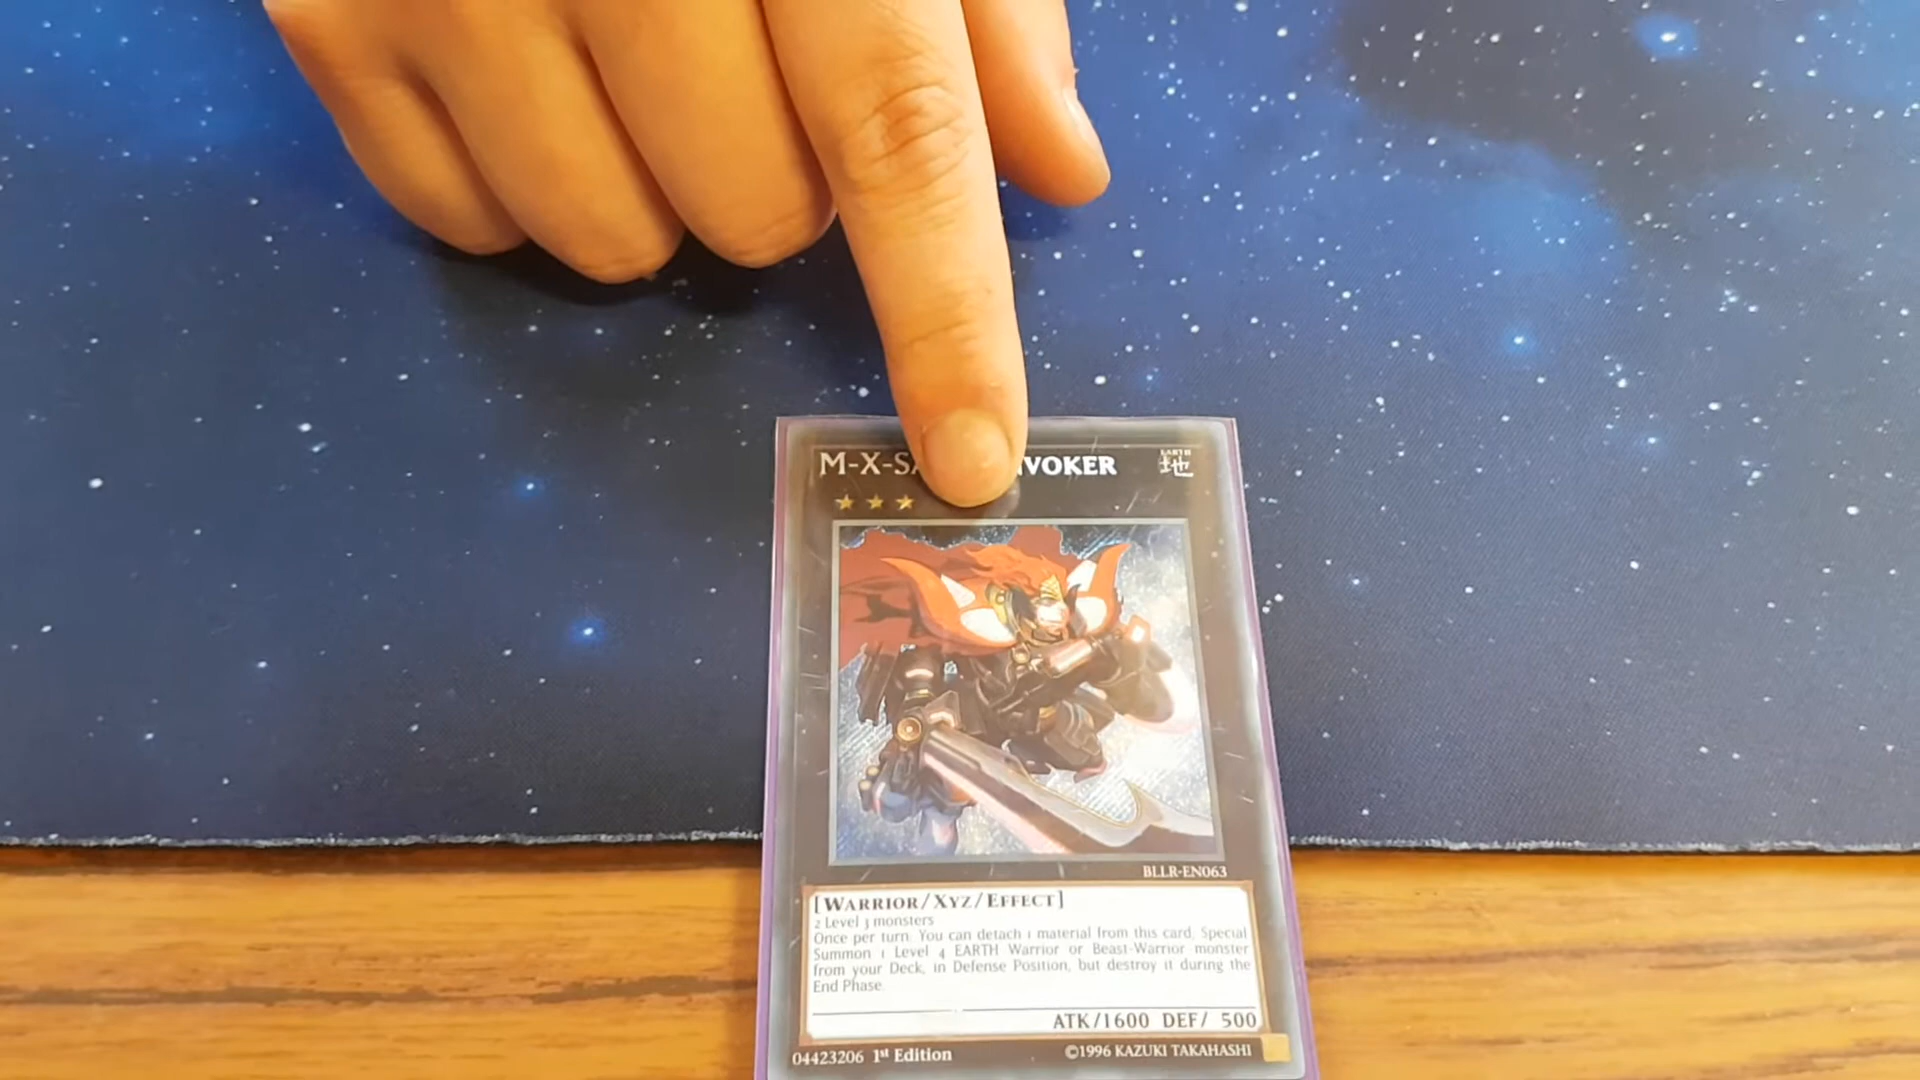 M-X-SA NVOKER
EARTH
地
BLLR-EN063
[WARRIOR/XYZ/EFFECT]
2 Level 3 monsters
Once per turn: You can detach 1 material from this card; Special
Summon 1 Level 4 EARTH Warrior or Beast-Warrior monster
from your Deck, in Defense Position, but destroy it during the
End Phase.
ATK/1600 DEF/ 500
04423206 1st Edition
©1996 KAZUKI TAKAHASHI